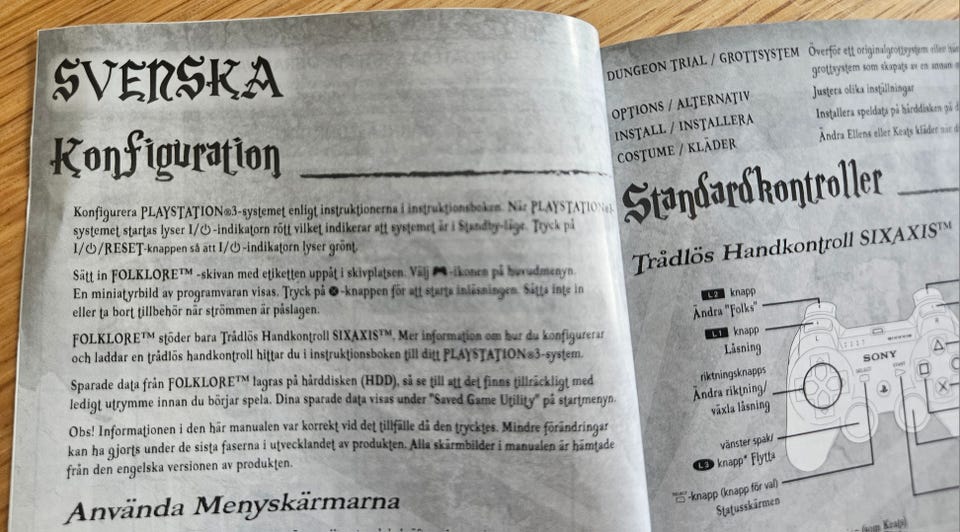 SVENSKA
Konfiguration
Konfigurera PLAYSTATION®3-systemet enligt instruktionerna i instruktionsboken. När PLAYSTATION®3-
systemet startas lyser I/⏻-indikatorn rött vilket indikerar att systemet är i Standby-läge. Tryck på
I/⏻/RESET-knappen så att I/⏻-indikatorn lyser grönt.
Sätt in FOLKLORE™ -skivan med etiketten uppåt i skivplatsen. Välj 🎮-ikonen på huvudmenyn.
En miniatyrbild av programvaran visas. Tryck på ⊗-knappen för att starta inläsningen. Sätta inte in
eller ta bort tillbehör när strömmen är påslagen.
FOLKLORE™ stöder bara Trådlös Handkontroll SIXAXIS™. Mer information om hur du konfigurerar
och laddar en trådlös handkontroll hittar du i instruktionsboken till ditt PLAYSTATION®3-system.
Sparade data från FOLKLORE™ lagras på hårddisken (HDD), så se till att det finns tillräckligt med
ledigt utrymme innan du börjar spela. Dina sparade data visas under "Saved Game Utility" på startmenyn.
Obs! Informationen i den här manualen var korrekt vid det tillfälle då den trycktes. Mindre förändringar
kan ha gjorts under de sista faserna i utvecklandet av produkten. Alla skärmbilder i manualen är hämtade
från den engelska versionen av produkten.
Använda Menyskärmarna
DUNGEON TRIAL / GROTTSYSTEM
Överför ett originalgrottsystem eller
grottsystem som skapats av en annan
OPTIONS / ALTERNATIV
Justera olika inställningar
INSTALL / INSTALLERA
Installera speldata på hårddisken på
COSTUME / KLÄDER
Ändra Ellens eller Keats kläder när
Standardkontroller
Trådlös Handkontroll SIXAXIS™
L2 knapp
Ändra "Folks"
L1 knapp
Låsning
riktningsknapps
Ändra riktning/
växla låsning
vänster spak/
L3 knapp* Flytta
SELECT-knapp (knapp för val)
Statusskärmen
SONY
SELECT
START
L
R
(som Keats)